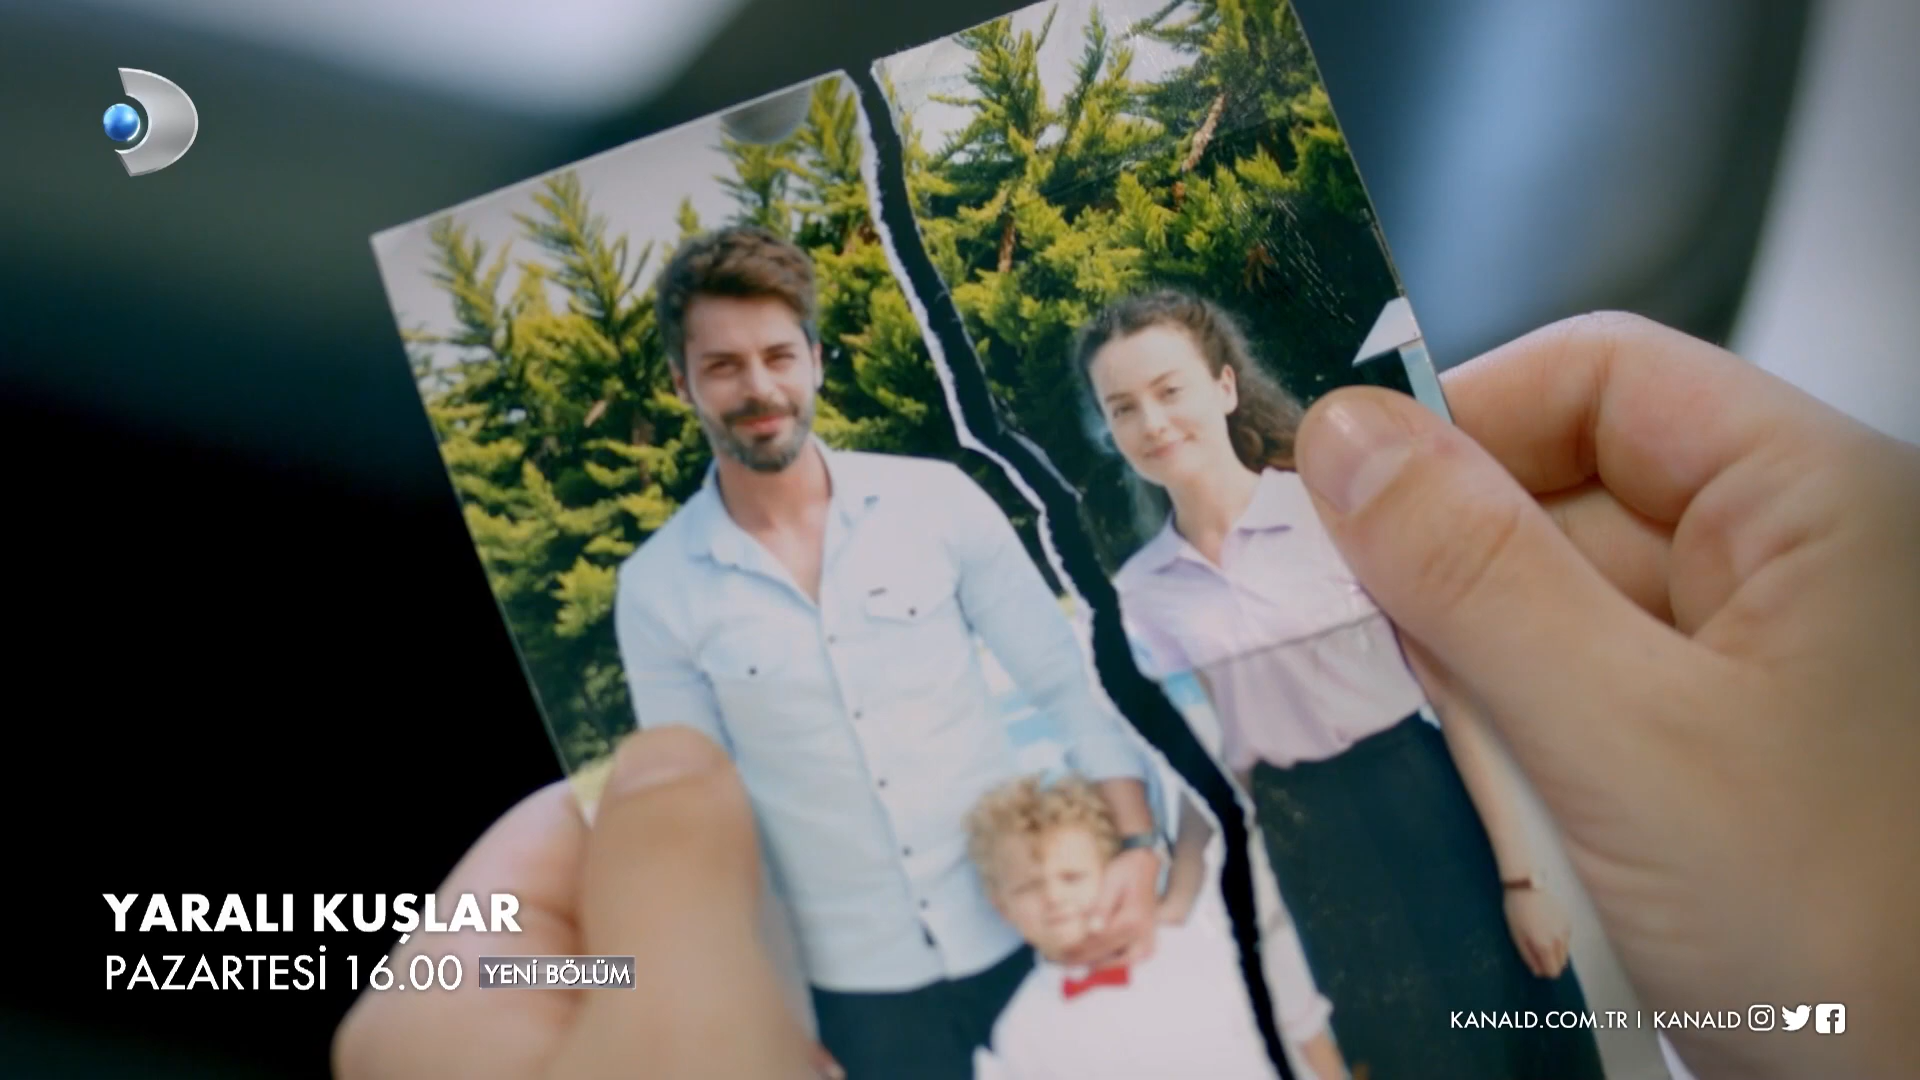 YARALI KUŞLAR
PAZARTESİ 16.00 YENİ BÖLÜM
KANALD.COM.TR | KANALD